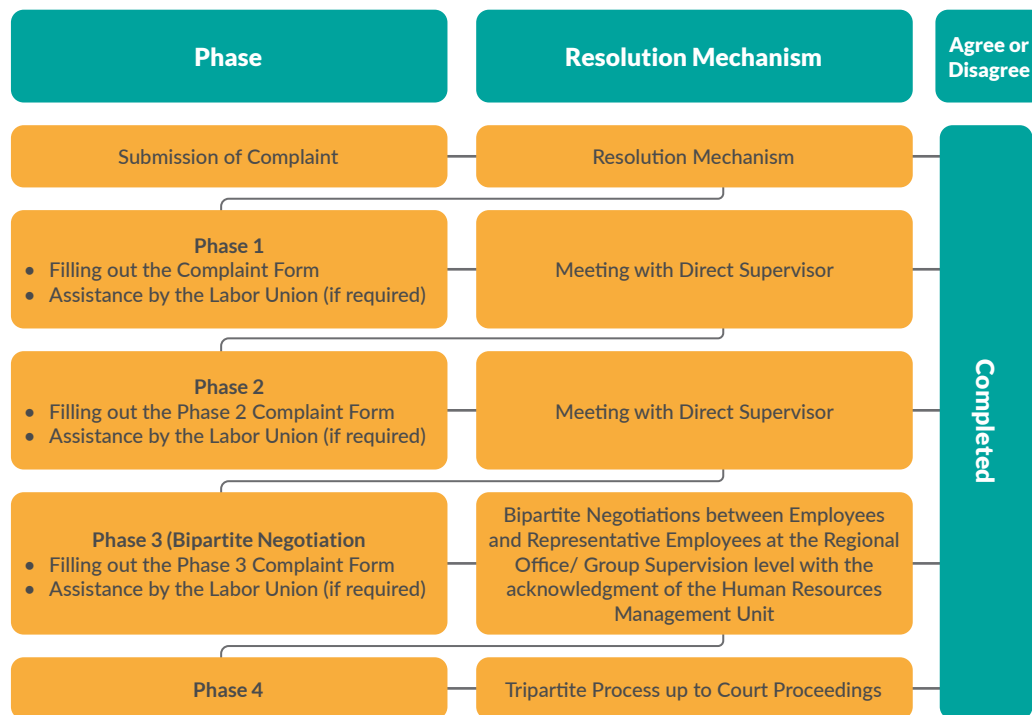 Phase
Resolution Mechanism
Agree or
Disagree
Submission of Complaint
Resolution Mechanism
Phase 1
• Filling out the Complaint Form
• Assistance by the Labor Union (if required)
Meeting with Direct Supervisor
Phase 2
• Filling out the Phase 2 Complaint Form
• Assistance by the Labor Union (if required)
Meeting with Direct Supervisor
Phase 3 (Bipartite Negotiation
• Filling out the Phase 3 Complaint Form
• Assistance by the Labor Union (if required)
Bipartite Negotiations between Employees
and Representative Employees at the Regional
Office/ Group Supervision level with the
acknowledgment of the Human Resources
Management Unit
Phase 4
Tripartite Process up to Court Proceedings
Completed